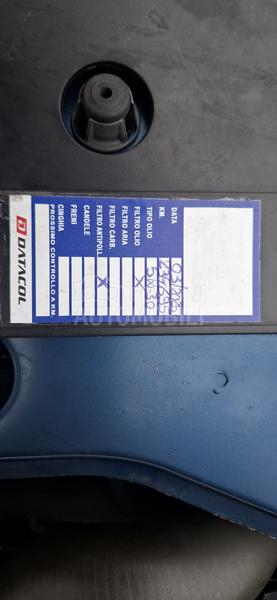 DATA
KM.
TIPO OLIO 5W30
FILTRO OLIO X
FILTRO ARIA
FILTRO CARB.
FILTRO ANTIPOLL. X
CANDELE
FRENI
CINGHIA
PROSSIMO CONTROLLO A KM.
DATACOL